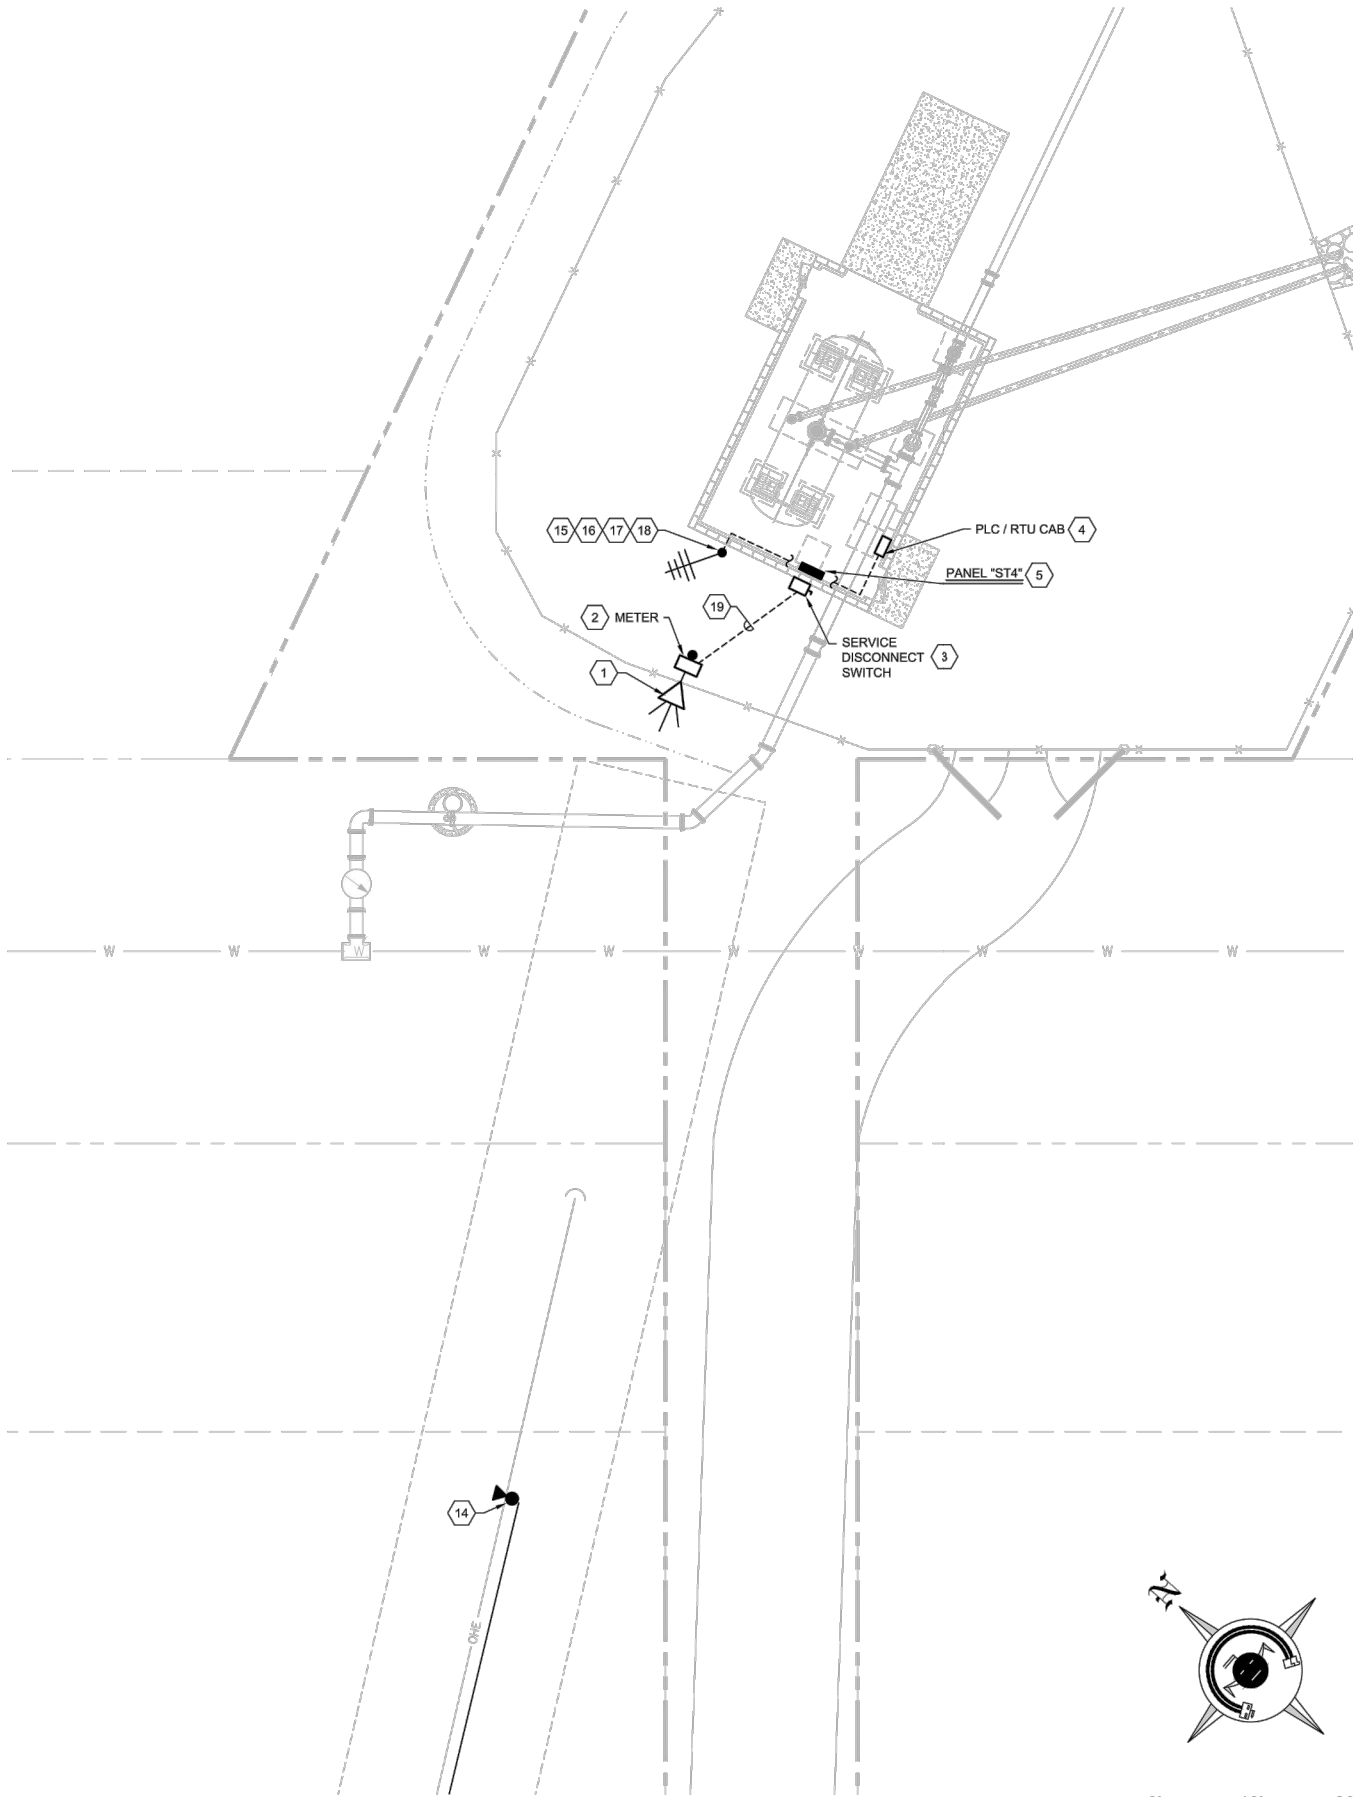 15 16 17 18
PLC / RTU CAB 4
PANEL "ST4" 5
19
2 METER
SERVICE
DISCONNECT 3
SWITCH
1
W W W W W W W W W W
14
OHE
N